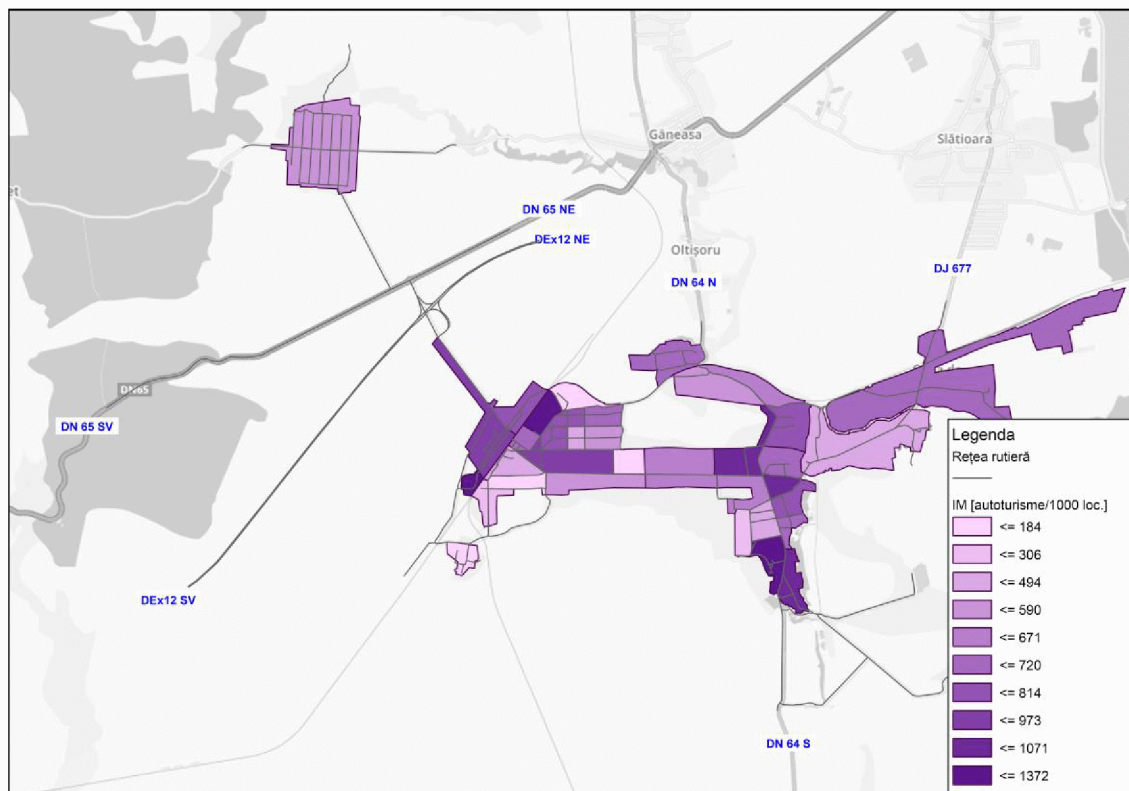 Găneasa
Slătioara
et
DN 65 NE
DEx12 NE
Oltișoru
DN 64 N
DJ 677
DN65
DN 65 SV
DEx12 SV
DN 64 S
Legenda
Rețea rutieră
IM [autoturisme/1000 loc.]
<= 184
<= 306
<= 494
<= 590
<= 671
<= 720
<= 814
<= 973
<= 1071
<= 1372